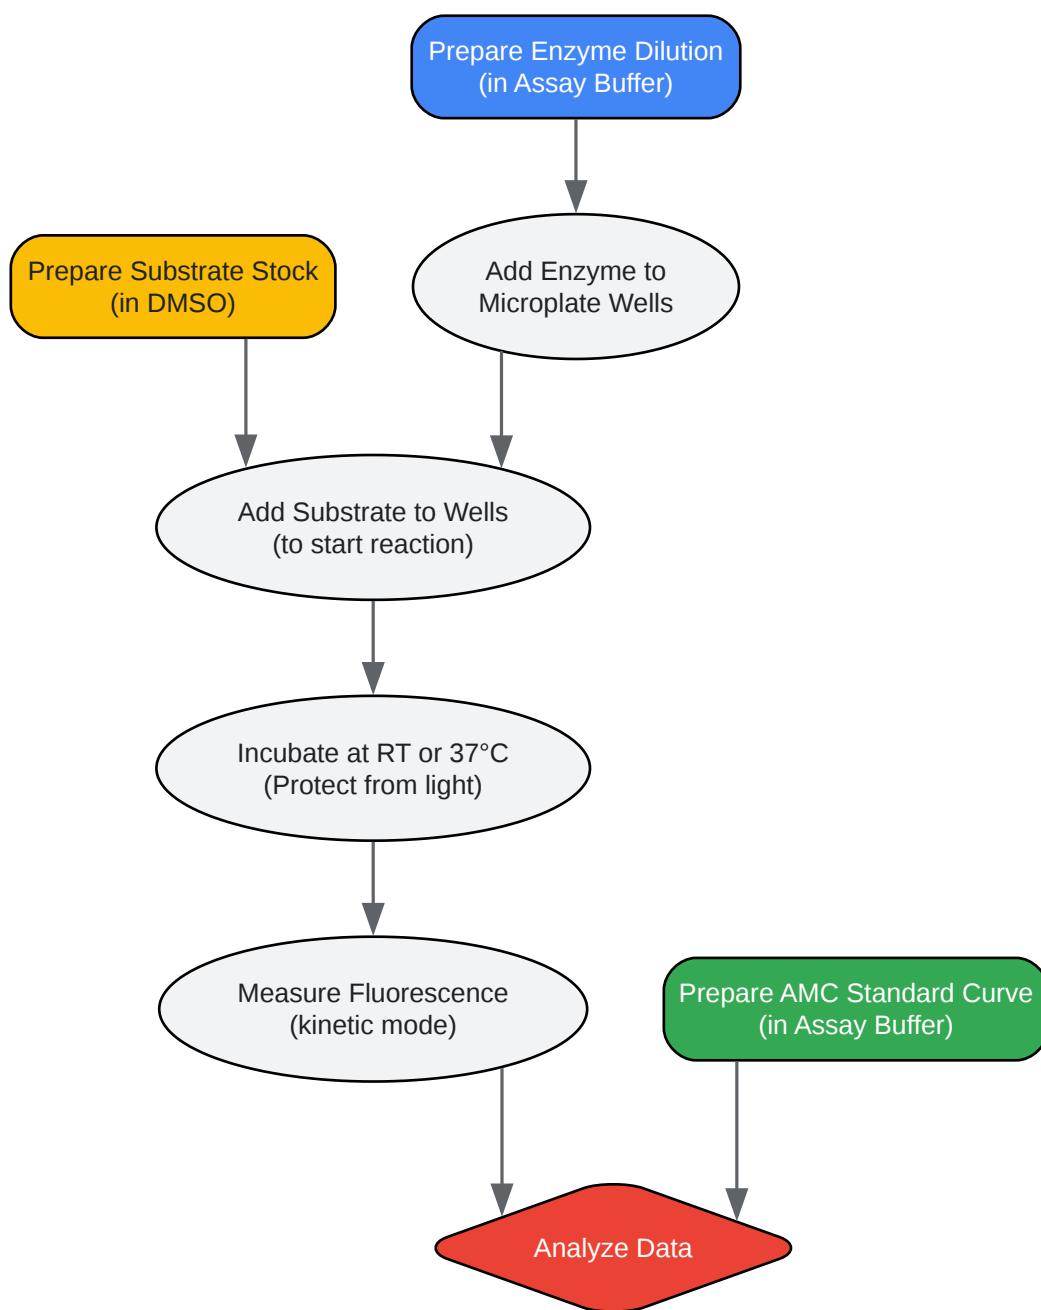 Prepare Enzyme Dilution
(in Assay Buffer)
Prepare Substrate Stock
(in DMSO)
Add Enzyme to
Microplate Wells
Add Substrate to Wells
(to start reaction)
Incubate at RT or 37°C
(Protect from light)
Measure Fluorescence
(kinetic mode)
Prepare AMC Standard Curve
(in Assay Buffer)
Analyze Data